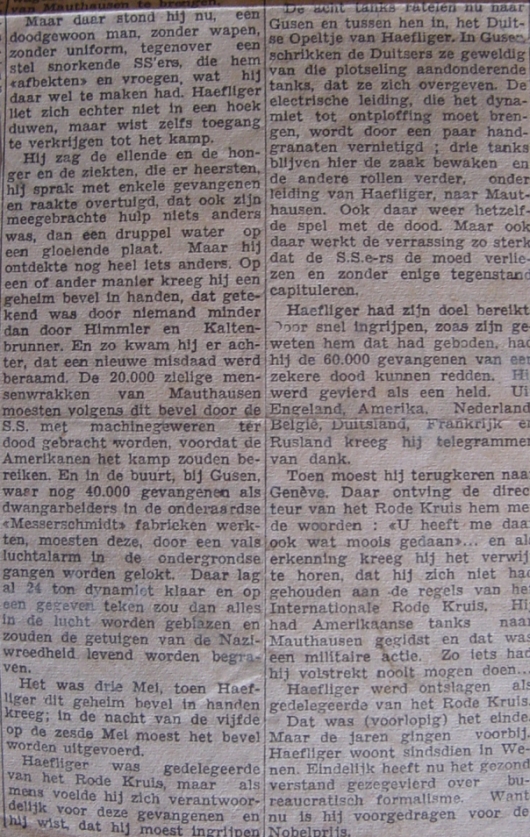 van Mauthausen te brengen.
Maar daar stond hij nu, een
doodgewoon man, zonder wapen,
zonder uniform, tegenover een
stel snorkende SS'ers, die hem
«afbekten» en vroegen, wat hij
daar wel te maken had. Haefliger
liet zich echter niet in een hoek
duwen, maar wist zelfs toegang
te verkrijgen tot het kamp.
Hij zag de ellende en de hon-
ger en de ziekten, die er heersten,
hij sprak met enkele gevangenen
en raakte overtuigd, dat ook zijn
meegebrachte hulp niets anders
was, dan een druppel water op
een gloeiende plaat. Maar hij
ontdekte nog heel iets anders. Op
een of ander manier kreeg hij een
geheim bevel in handen, dat gete-
kend was door niemand minder
dan door Himmler en Kalten-
brunner. En zo kwam hij er ach-
ter, dat een nieuwe misdaad werd
beraamd. De 20.000 zielige men-
senwrakken van Mauthausen
moesten volgens dit bevel door de
S.S. met machinegeweren ter
dood gebracht worden, voordat de
Amerikanen het kamp zouden be-
reiken. En in de buurt, bij Gusen,
waar nog 40.000 gevangenen als
dwangarbeiders in de onderaardse
«Messerschmidt» fabrieken werk-
ten, moesten deze, door een vals
luchtalarm in de ondergrondse
gangen worden gelokt. Daar lag
al 24 ton dynamiet klaar en op
een gegeven teken zou dan alles
in de lucht worden geblazen en
zouden de getuigen van de Nazi-
wreedheid levend worden begra-
ven.
Het was drie Mei, toen Haef-
liger dit geheim bevel in handen
kreeg; in de nacht van de vijfde
op de zesde Mei moest het bevel
worden uitgevoerd.
Haefliger was gedelegeerde
van het Rode Kruis, maar als
mens voelde hij zich verantwoor-
delijk voor deze gevangenen en
hij wist, dat hij moest ingrijpen
De acht tanks ratelen nu naar
Gusen en tussen hen in, het Duit-
se Opeltje van Haefliger. In Gusen
schrikken de Duitsers ze geweldig
van die plotseling aandonderende
tanks, dat ze zich overgeven. De
electrische leiding, die het dyna-
miet tot ontploffing moet bren-
gen, wordt door een paar hand-
granaten vernietigd ; drie tanks
blijven hier de zaak bewaken en
de andere rollen verder, onder
leiding van Haefliger, naar Maut-
hausen. Ook daar weer hetzelf-
de spel met de dood. Maar ook
daar werkt de verrassing zo sterk
dat de S.S.e-rs de moed verlie-
zen en zonder enige tegenstand
capituleren.
Haefliger had zijn doel bereikt
Door snel ingrijpen, zoas zijn ge-
weten hem dat had geboden, had
hij de 60.000 gevangenen van een
zekere dood kunnen redden. Hi
werd gevierd als een held. Ui
Engeland, Amerika, Nederland
België, Duitsland, Frankrijk e
Rusland kreeg hij telegramme
van dank.
Toen moest hij terugkeren naa
Genève. Daar ontving de direc
teur van het Rode Kruis hem me
de woorden : «U heeft me daa
ook wat moois gedaan»... en al
erkenning kreeg hij het verwij
te horen, dat hij zich niet ha
gehouden aan de regels van he
Internationale Rode Kruis. Hi
had Amerikaanse tanks naa
Mauthausen gegidst en dat wa
een militaire actie. Zo iets had
hij volstrekt nooit mogen doen...
Haefliger werd ontslagen als
gedelegeerde van het Rode Kruis.
Dat was (voorlopig) het einde.
Maar de jaren gingen voorbij.
Haefliger woont sindsdien in We-
nen. Eindelijk heeft nu het gezond
verstand gezegevierd over bu-
reaucratisch formalisme. Want
nu is hij voorgedragen voor de
Nobelprijs.